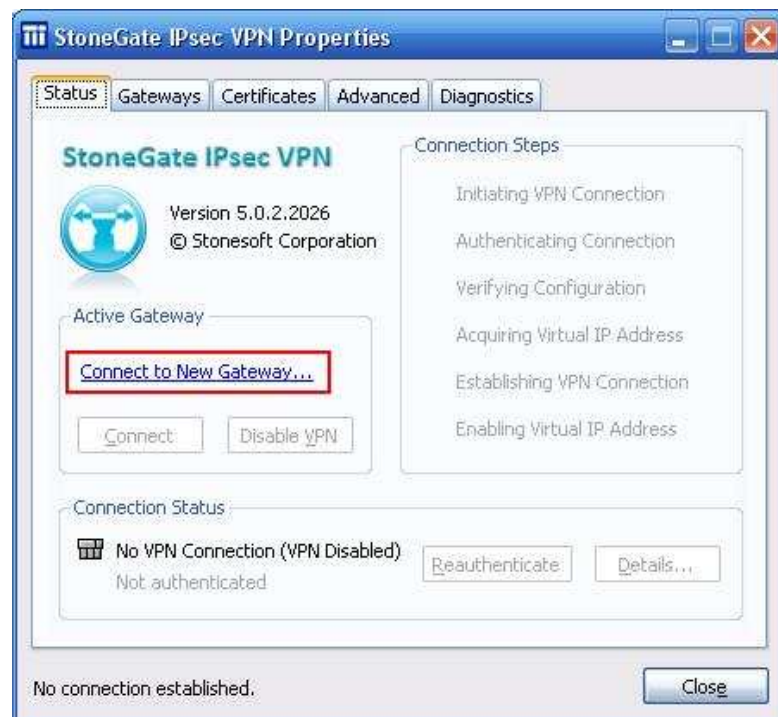 StoneGate IPsec VPN Properties
Status Gateways Certificates Advanced Diagnostics
StoneGate IPsec VPN
Version 5.0.2.2026
© Stonesoft Corporation
Active Gateway
Connect to New Gateway...
Connect Disable VPN
Connection Steps
Initiating VPN Connection
Authenticating Connection
Verifying Configuration
Acquiring Virtual IP Address
Establishing VPN Connection
Enabling Virtual IP Address
Connection Status
No VPN Connection (VPN Disabled)
Not authenticated
Reauthenticate Details...
No connection established.
Close